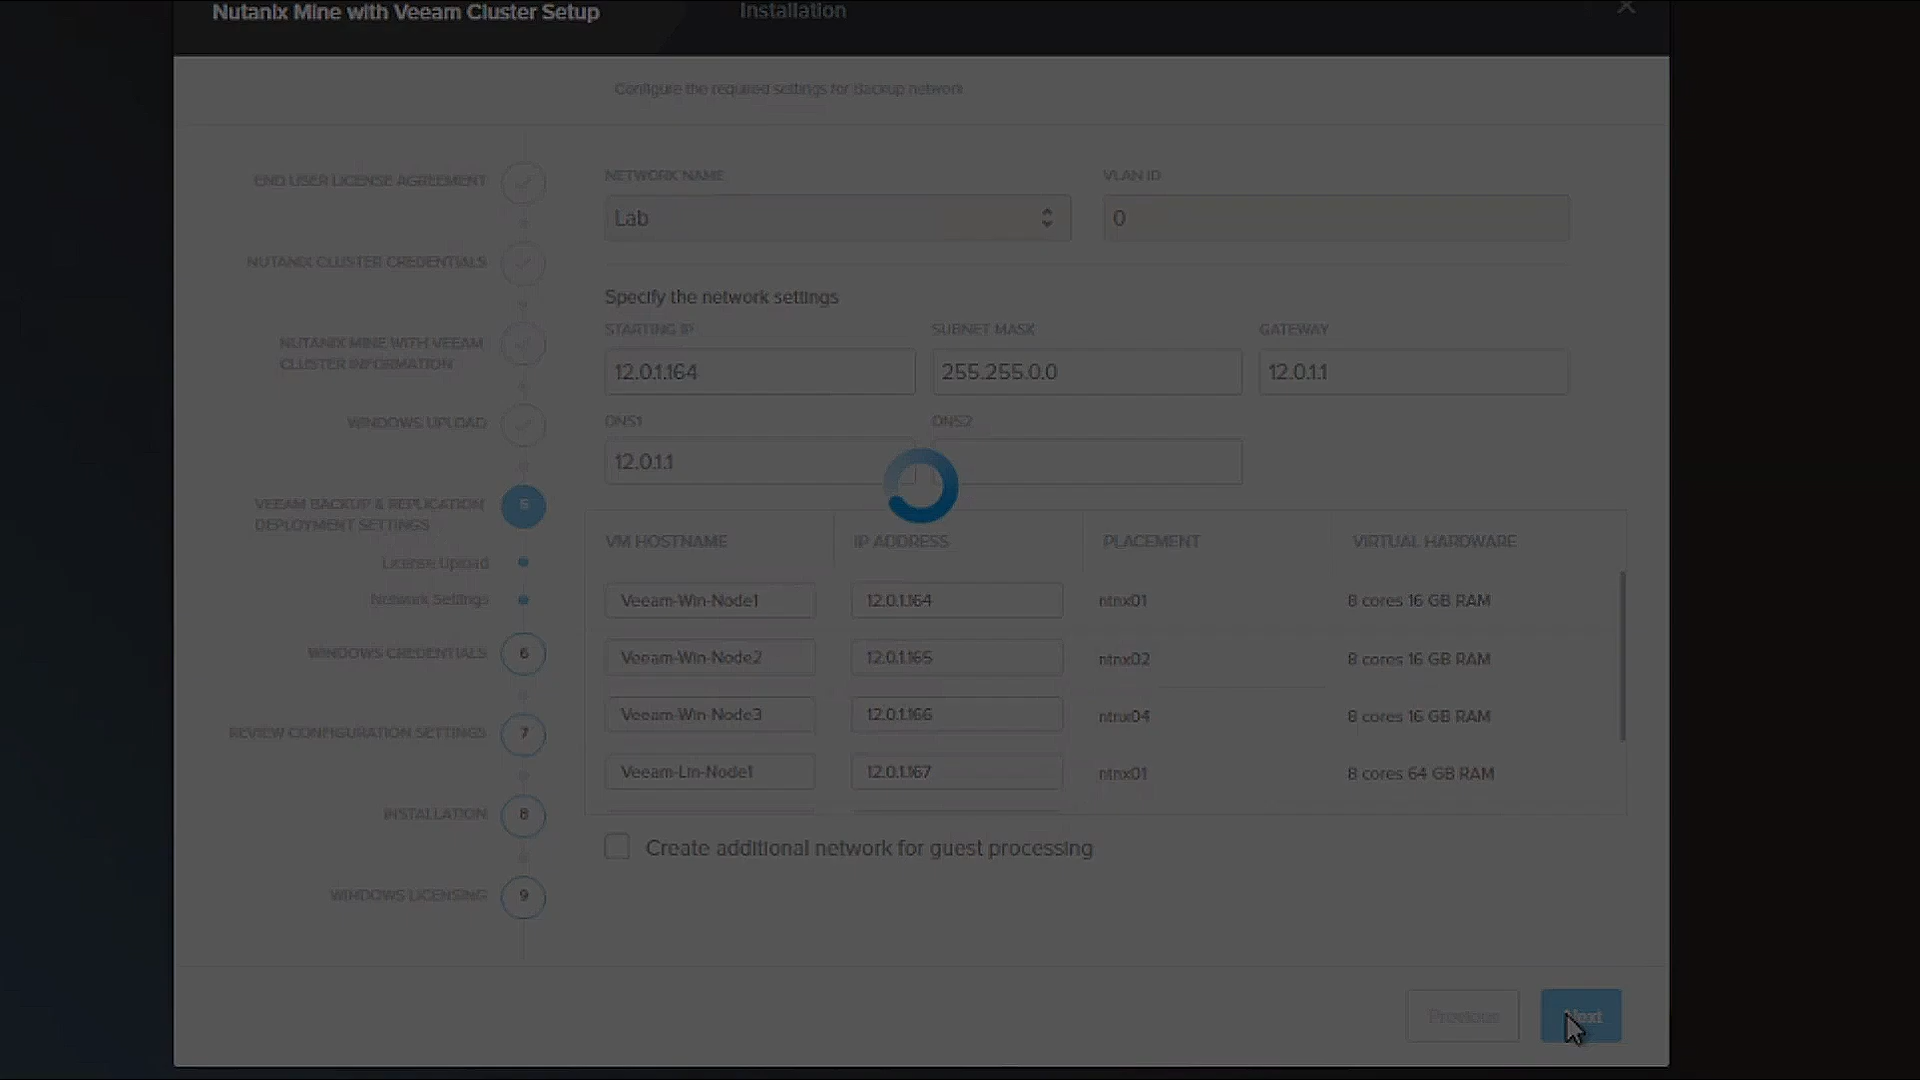 Nutanix Mine with Veeam Cluster Setup
Installation
Configure the required settings for Backup network
END USER LICENSE AGREEMENT
NUTANIX CLUSTER CREDENTIALS
NUTANIX MINE WITH VEEAM
CLUSTER INFORMATION
WINDOWS UPLOAD
VEEAM BACKUP & REPLICATION
DEPLOYMENT SETTINGS
5
License Upload
Network Settings
WINDOWS CREDENTIALS
6
REVIEW CONFIGURATION SETTINGS
7
INSTALLATION
8
WINDOWS LICENSING
9
NETWORK NAME
VLAN ID
Lab
0
Specify the network settings
STARTING IP
SUBNET MASK
GATEWAY
12.0.1.164
255.255.0.0
12.0.1.1
DNS1
DNS2
12.0.1.1
VM HOSTNAME
IP ADDRESS
PLACEMENT
VIRTUAL HARDWARE
Veeam-Win-Node1
12.0.1.164
ntnx01
8 cores 16 GB RAM
Veeam-Win-Node2
12.0.1.165
ntnx02
8 cores 16 GB RAM
Veeam-Win-Node3
12.0.1.166
ntnx04
8 cores 16 GB RAM
Veeam-Lin-Node1
12.0.1.167
ntnx01
8 cores 64 GB RAM
Create additional network for guest processing
Previous
Next